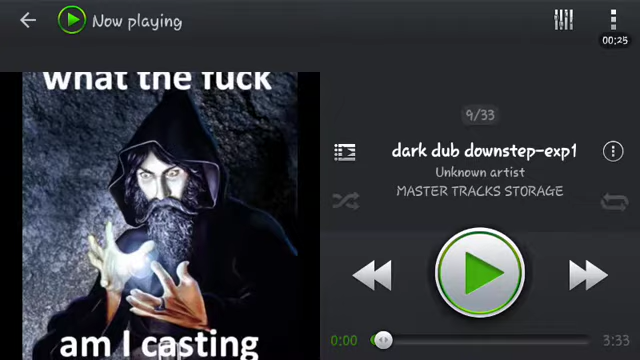 Now playing
00:25
what the fuck
am I casting
9/33
dark dub downstep-exp1
Unknown artist
MASTER TRACKS STORAGE
0:00
3:33